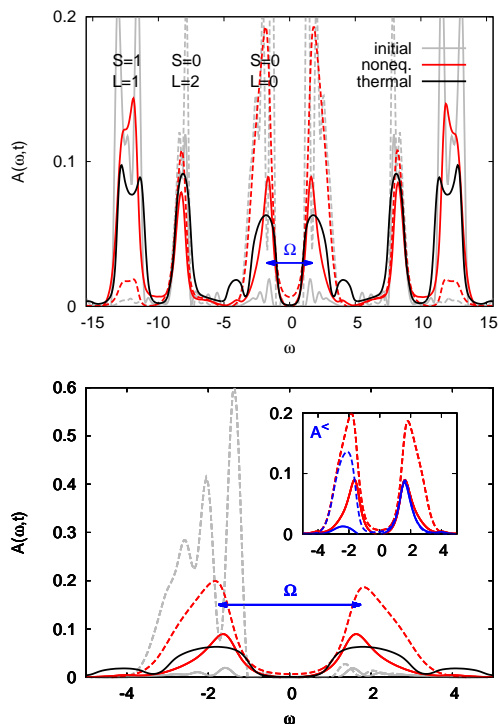 0.2
S=1 S=0 S=0 initial
L=1 L=2 L=0 noneq.
thermal
A(ω,t)
0.1
Ω
0
-15 -10 -5 0 5 10 15
ω
0.6
0.5
0.4
0.3
0.2
0.1
0
A(ω,t)
A<
0.2
0.1
0
-4 -2 0 2 4
Ω
-4 -2 0 2 4
ω